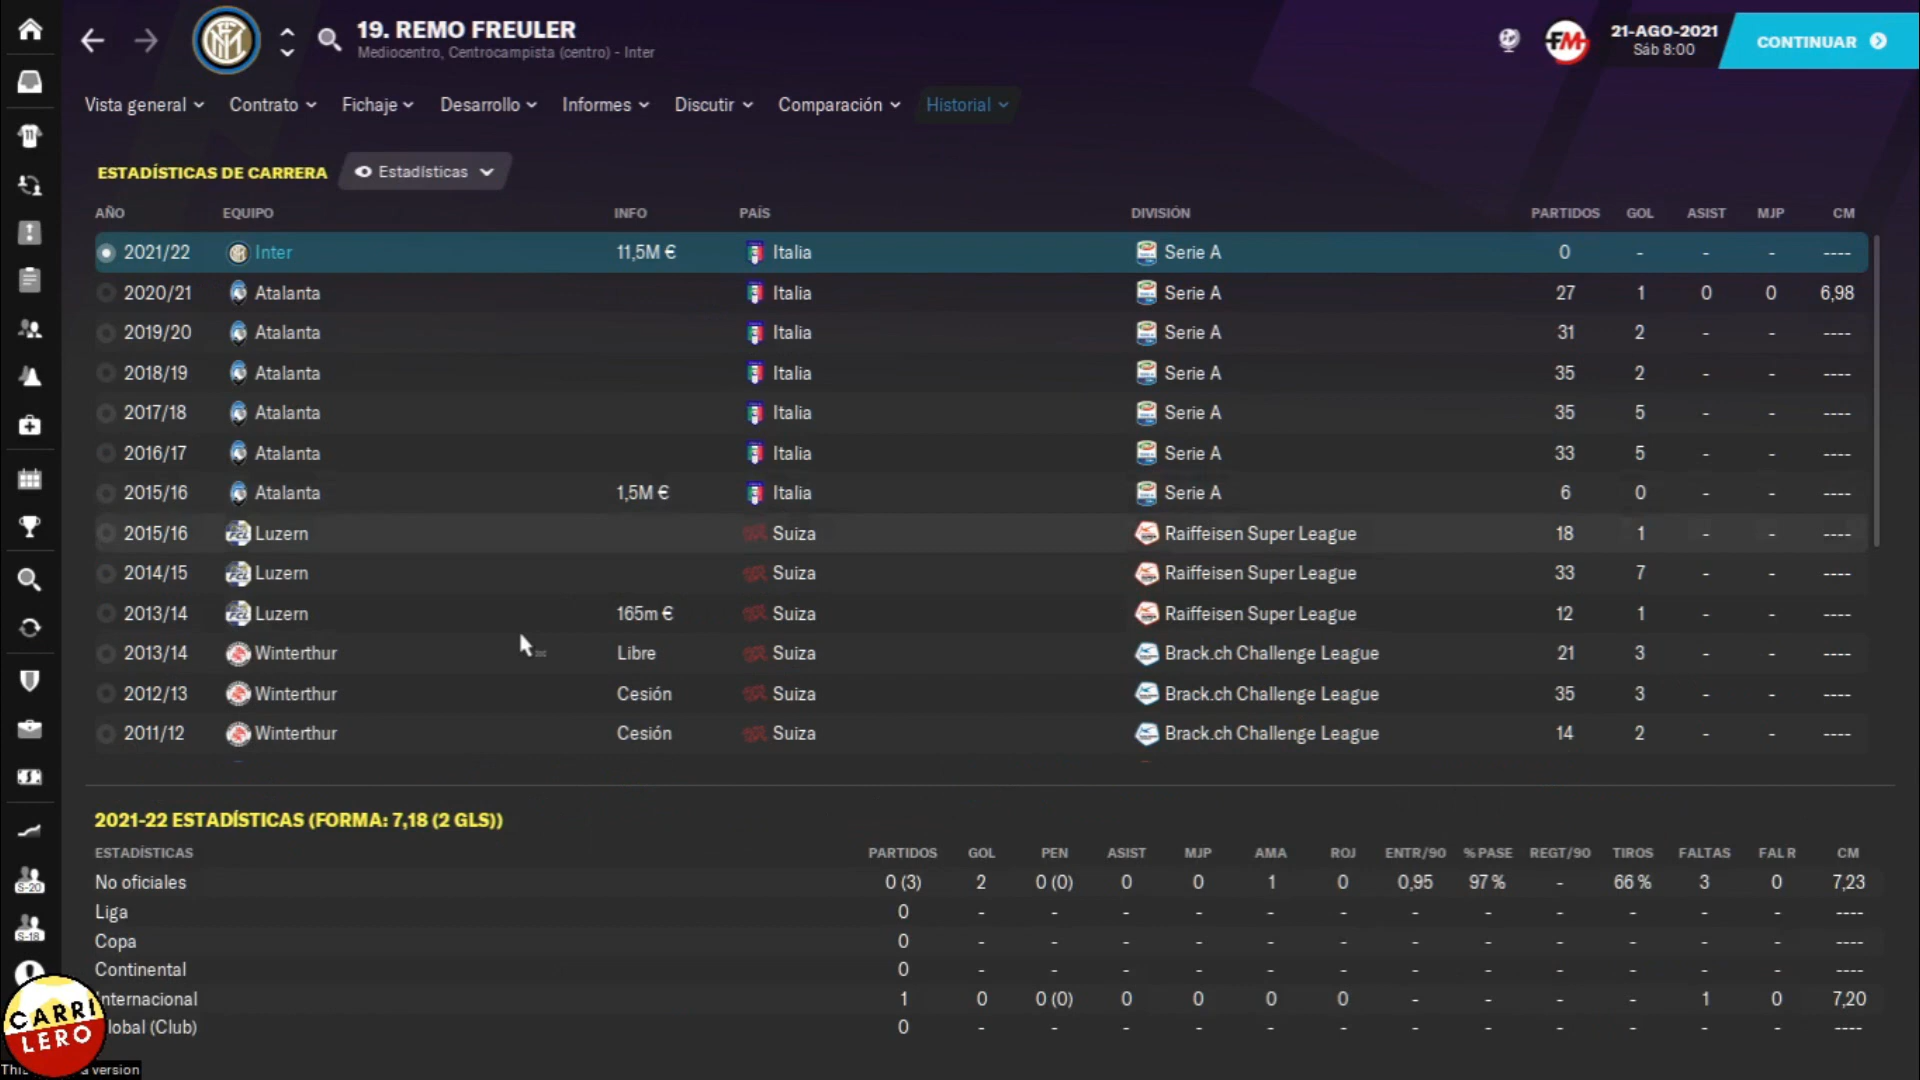 19. REMO FREULER
Mediocentro, Centrocampista (centro) - Inter
FM
21-AGO-2021
Sáb 8:00
CONTINUAR
Vista general Contrato Fichaje Desarrollo Informes Discutir Comparación Historial
ESTADÍSTICAS DE CARRERA Estadísticas
AÑO EQUIPO INFO PAÍS DIVISIÓN PARTIDOS GOL ASIST MJP CM
2021/22 Inter 11,5M € Italia Serie A 0 - - - ----
2020/21 Atalanta Italia Serie A 27 1 0 0 6,98
2019/20 Atalanta Italia Serie A 31 2 - - ----
2018/19 Atalanta Italia Serie A 35 2 - - ----
2017/18 Atalanta Italia Serie A 35 5 - - ----
2016/17 Atalanta Italia Serie A 33 5 - - ----
2015/16 Atalanta 1,5M € Italia Serie A 6 0 - - ----
2015/16 Luzern Suiza Raiffeisen Super League 18 1 - - ----
2014/15 Luzern Suiza Raiffeisen Super League 33 7 - - ----
2013/14 Luzern 165m € Suiza Raiffeisen Super League 12 1 - - ----
2013/14 Winterthur Libre Suiza Brack.ch Challenge League 21 3 - - ----
2012/13 Winterthur Cesión Suiza Brack.ch Challenge League 35 3 - - ----
2011/12 Winterthur Cesión Suiza Brack.ch Challenge League 14 2 - - ----
2021-22 ESTADÍSTICAS (FORMA: 7,18 (2 GLS))
ESTADÍSTICAS PARTIDOS GOL PEN ASIST MJP AMA ROJ ENTR/90 % PASE REGT/90 TIROS FALTAS FAL R CM
No oficiales 0 (3) 2 0 (0) 0 0 1 0 0,95 97 % - 66 % 3 0 7,23
Liga 0 - - - - - - - - - - - - ----
Copa 0 - - - - - - - - - - - - ----
Continental 0 - - - - - - - - - - - - ----
nternacional 1 0 0 (0) 0 0 0 0 - - - - 1 0 7,20
lobal (Club) 0 - - - - - - - - - - - - ----
S-20
S-18
CARRI
LERO
version